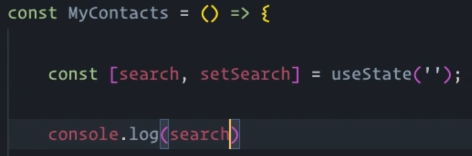 const MyContacts = () => {
const [search, setSearch] = useState('');
console.log(search)